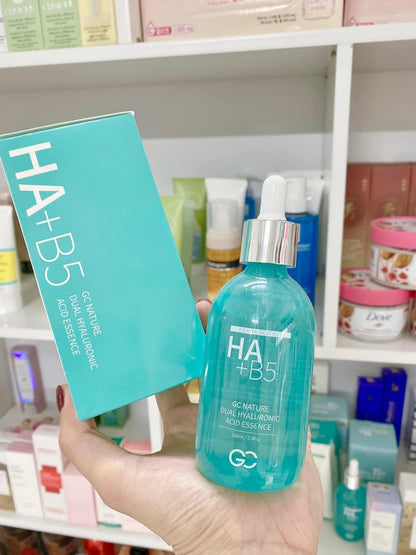 HA+B5
GC NATURE
DUAL HYALURONIC
ACID ESSENCE
HA
+B5
GC NATURE
DUAL HYALURONIC
ACID ESSENCE
GC
Dove